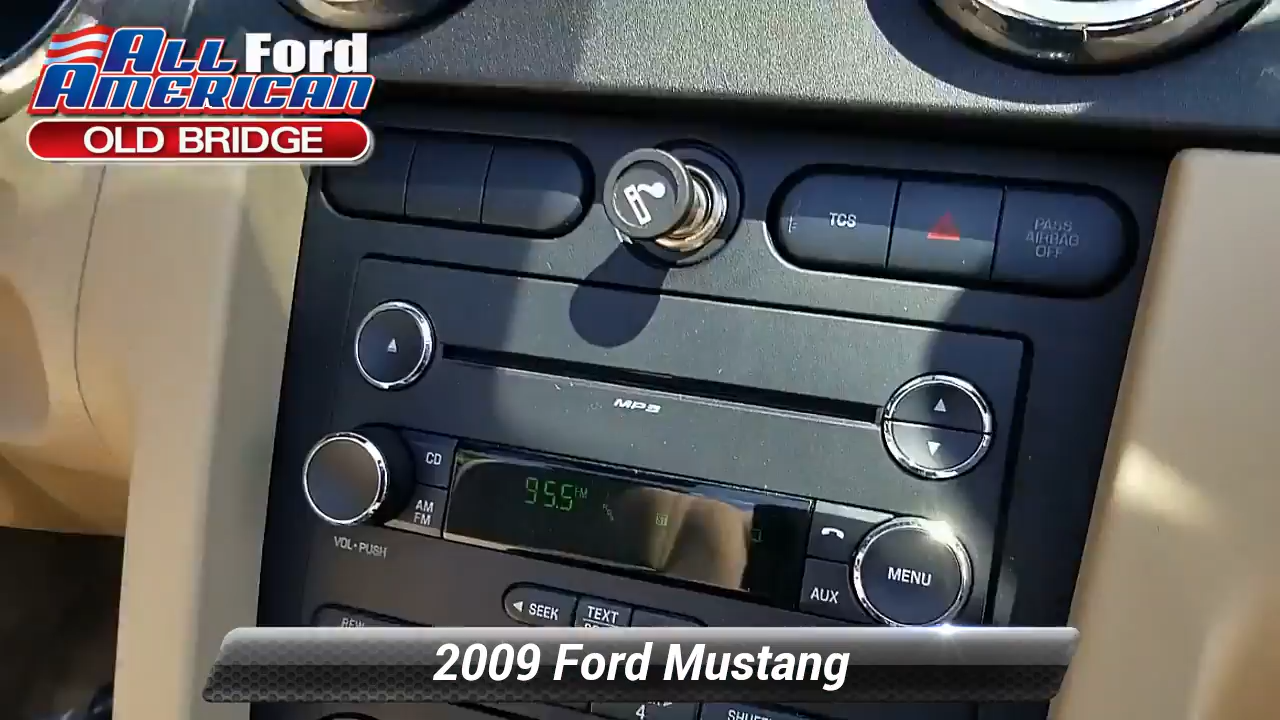 ALL Ford
AMERICAN
OLD BRIDGE
TCS
PASS
AIRBAG
OFF
MP3
CD
95.5 FM
AM
FM
VOL•PUSH
MENU
AUX
SEEK
TEXT
2009 Ford Mustang
4